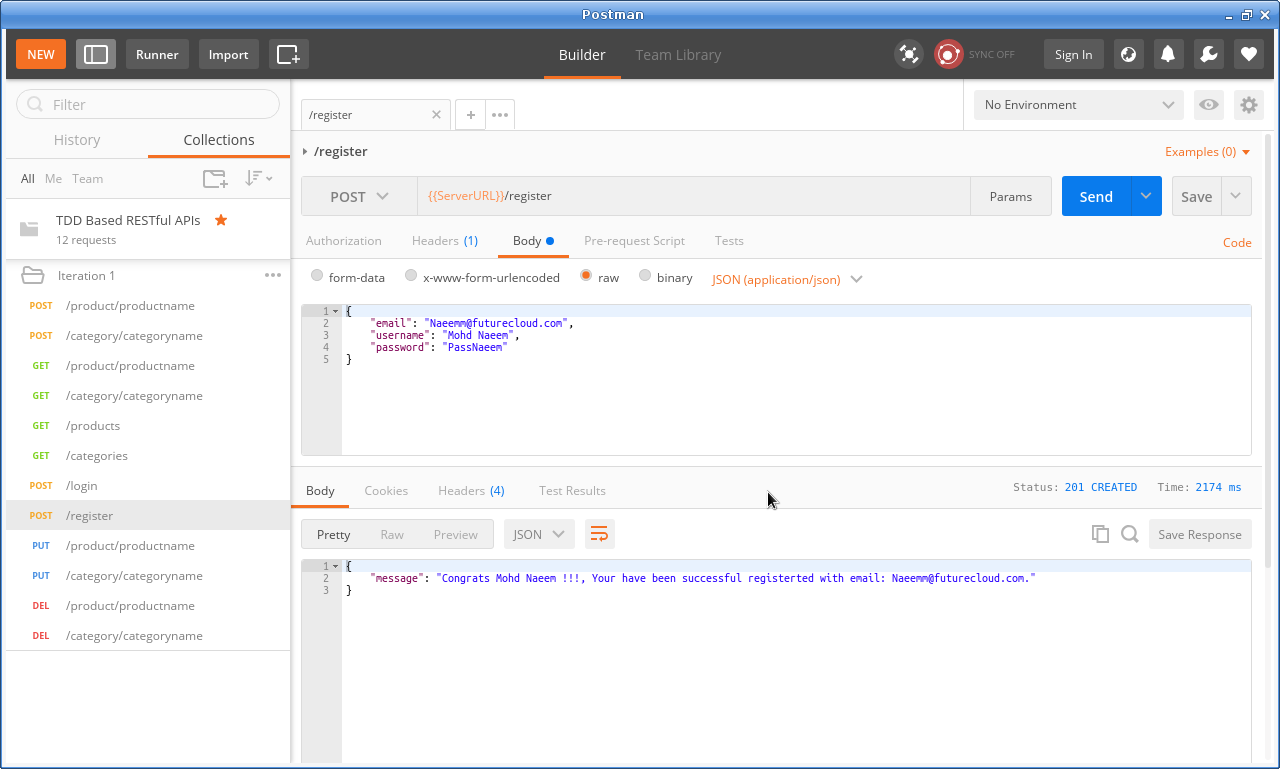 Postman
NEW
Runner
Import
Builder
Team Library
SYNC OFF
Sign In
Filter
History
Collections
All
Me
Team
TDD Based RESTful APIs
12 requests
Iteration 1
POST /product/productname
POST /category/categoryname
GET /product/productname
GET /category/categoryname
GET /products
GET /categories
POST /login
POST /register
PUT /product/productname
PUT /category/categoryname
DEL /product/productname
DEL /category/categoryname
/register
No Environment
/register
Examples (0)
POST
{{ServerURL}}/register
Params
Send
Save
Authorization
Headers (1)
Body
Pre-request Script
Tests
Code
form-data
x-www-form-urlencoded
raw
binary
JSON (application/json)
1 {
2 "email": "Naeemm@futurecloud.com",
3 "username": "Mohd Naeem",
4 "password": "PassNaeem"
5 }
Body
Cookies
Headers (4)
Test Results
Status: 201 CREATED
Time: 2174 ms
Pretty
Raw
Preview
JSON
Save Response
1 {
2 "message": "Congrats Mohd Naeem !!!, Your have been successful registerted with email: Naeemm@futurecloud.com."
3 }